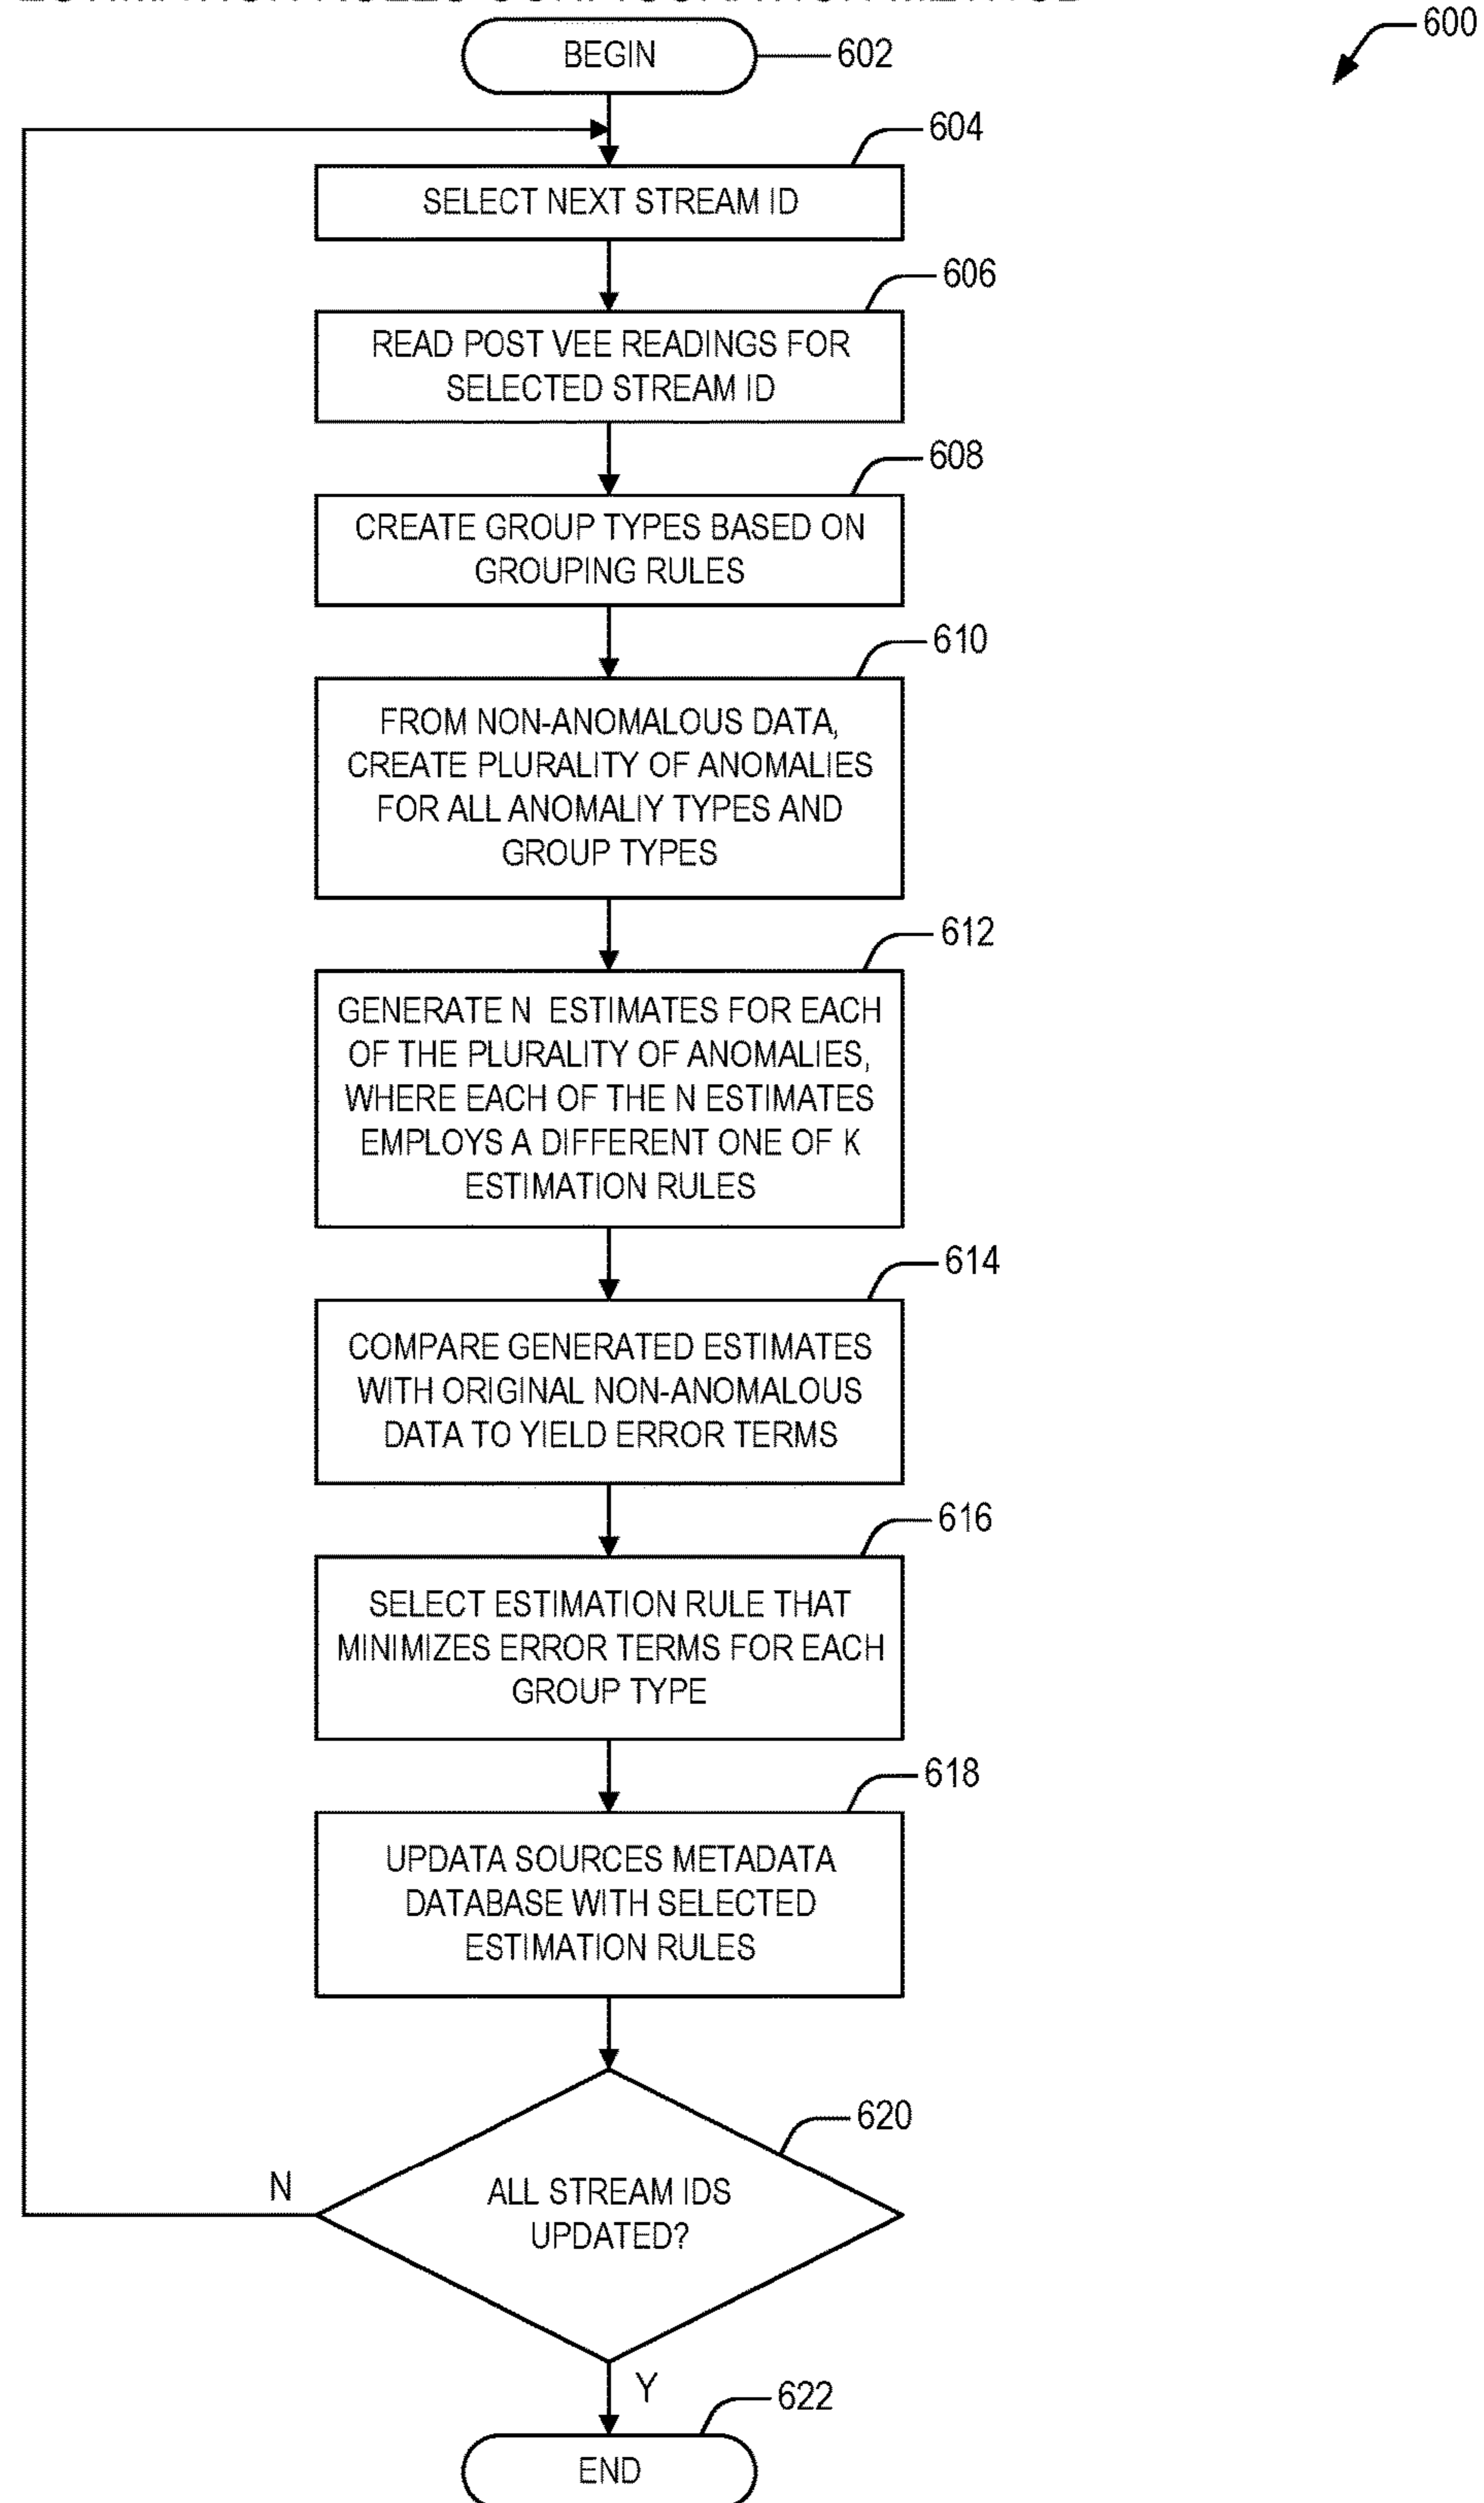 600
BEGIN
602
604
SELECT NEXT STREAM ID
606
READ POST VEE READINGS FOR
SELECTED STREAM ID
608
CREATE GROUP TYPES BASED ON
GROUPING RULES
610
FROM NON-ANOMALOUS DATA,
CREATE PLURALITY OF ANOMALIES
FOR ALL ANOMALIY TYPES AND
GROUP TYPES
612
GENERATE N ESTIMATES FOR EACH
OF THE PLURALITY OF ANOMALIES,
WHERE EACH OF THE N ESTIMATES
EMPLOYS A DIFFERENT ONE OF K
ESTIMATION RULES
614
COMPARE GENERATED ESTIMATES
WITH ORIGINAL NON-ANOMALOUS
DATA TO YIELD ERROR TERMS
616
SELECT ESTIMATION RULE THAT
MINIMIZES ERROR TERMS FOR EACH
GROUP TYPE
618
UPDATA SOURCES METADATA
DATABASE WITH SELECTED
ESTIMATION RULES
620
N
ALL STREAM IDS
UPDATED?
Y
622
END